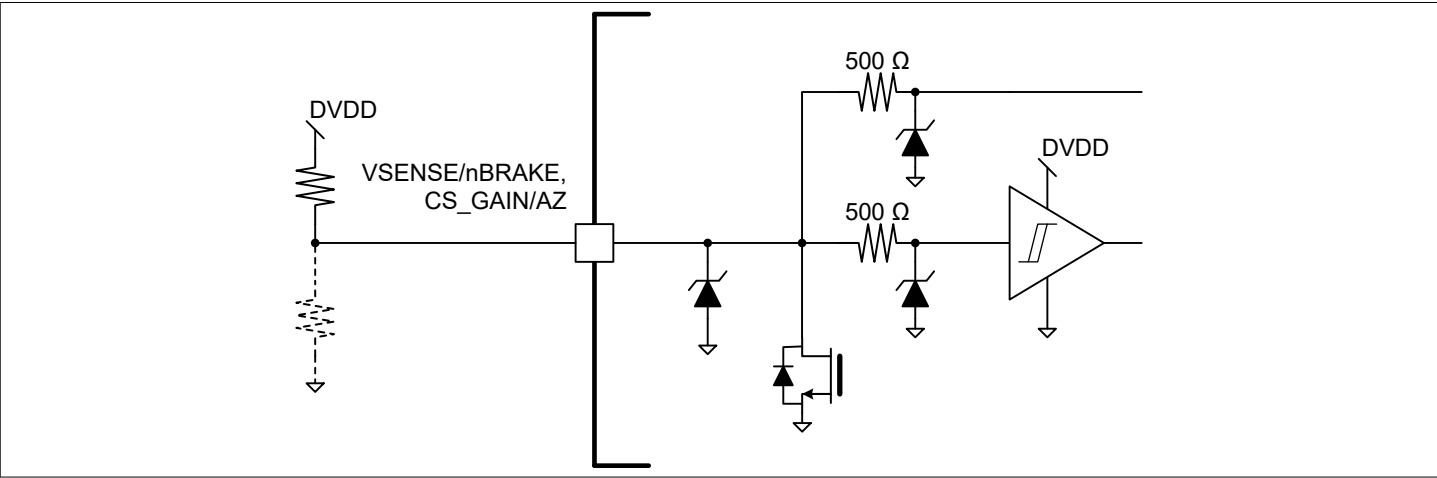 500 Ω
DVDD
DVDD
VSENSE/nBRAKE,
CS_GAIN/AZ
500 Ω